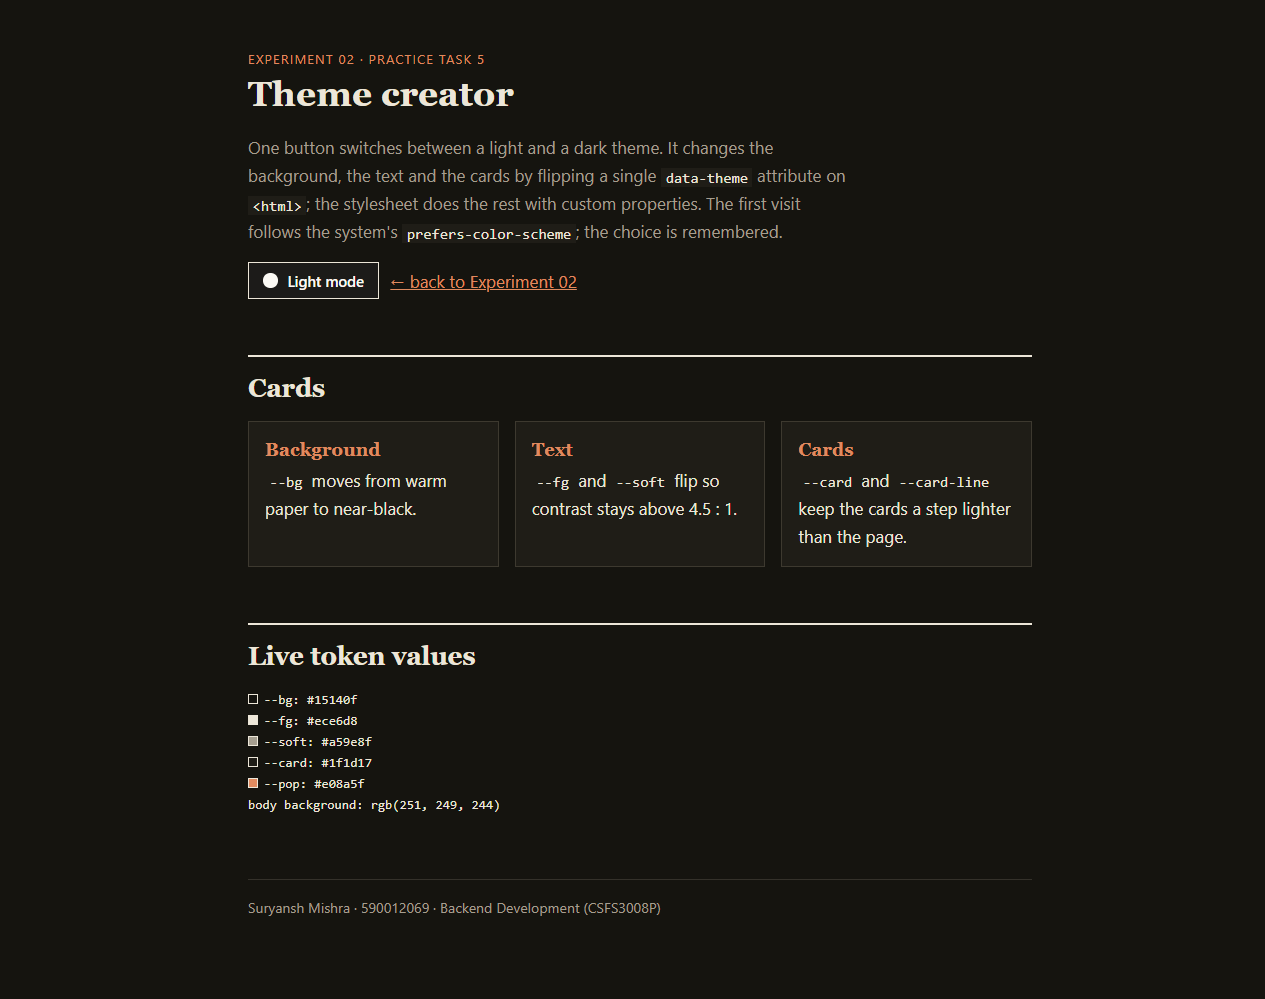 EXPERIMENT 02 · PRACTICE TASK 5
Theme creator
One button switches between a light and a dark theme. It changes the
background, the text and the cards by flipping a single data-theme attribute on
<html>; the stylesheet does the rest with custom properties. The first visit
follows the system's prefers-color-scheme; the choice is remembered.
Light mode
← back to Experiment 02
Cards
Background
--bg moves from warm
paper to near-black.
Text
--fg and --soft flip so
contrast stays above 4.5 : 1.
Cards
--card and --card-line
keep the cards a step lighter
than the page.
Live token values
--bg: #15140f
--fg: #ece6d8
--soft: #a59e8f
--card: #1f1d17
--pop: #e08a5f
body background: rgb(251, 249, 244)
Suryansh Mishra · 590012069 · Backend Development (CSFS3008P)